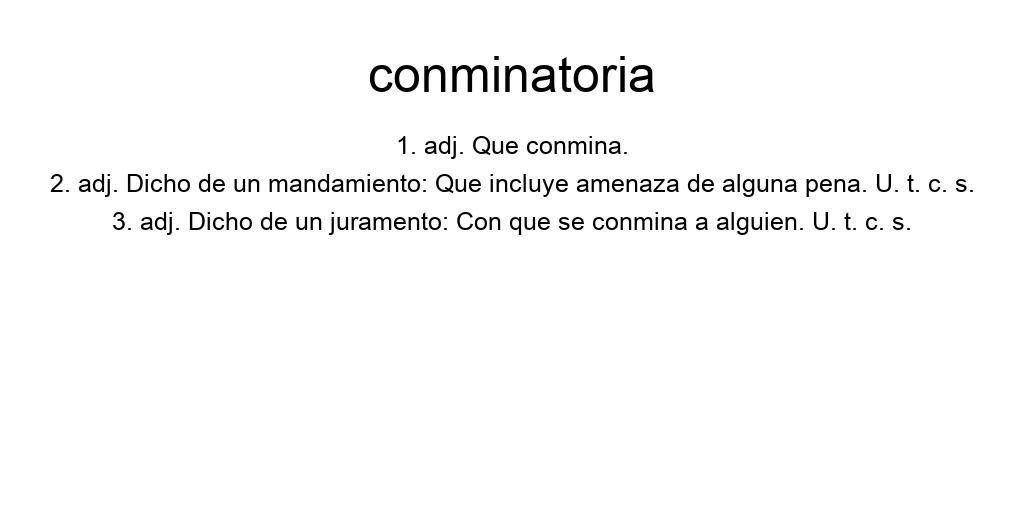 conminatoria
1. adj. Que conmina.
2. adj. Dicho de un mandamiento: Que incluye amenaza de alguna pena. U. t. c. s.
3. adj. Dicho de un juramento: Con que se conmina a alguien. U. t. c. s.